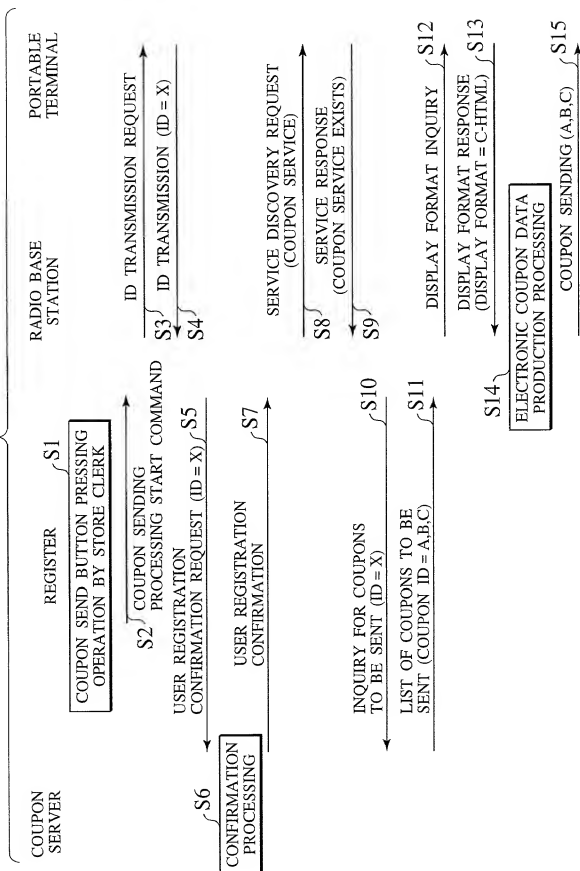 COUPON
SERVER
REGISTER
RADIO BASE
STATION
PORTABLE
TERMINAL
S1
COUPON SEND BUTTON PRESSING
OPERATION BY STORE CLERK
S2
COUPON SENDING
PROCESSING START COMMAND
ID TRANSMISSION REQUEST
S3
ID TRANSMISSION (ID = X)
S4
USER REGISTRATION
CONFIRMATION REQUEST (ID = X)
S5
S6
CONFIRMATION
PROCESSING
USER REGISTRATION
CONFIRMATION
S7
SERVICE DISCOVERY REQUEST
(COUPON SERVICE)
S8
SERVICE RESPONSE
(COUPON SERVICE EXISTS)
S9
INQUIRY FOR COUPONS
TO BE SENT (ID = X)
S10
LIST OF COUPONS TO BE
SENT (COUPON ID = A,B,C)
S11
DISPLAY FORMAT INQUIRY
S12
DISPLAY FORMAT RESPONSE
(DISPLAY FORMAT = C-HTML)
S13
S14
ELECTRONIC COUPON DATA
PRODUCTION PROCESSING
COUPON SENDING (A,B,C)
S15